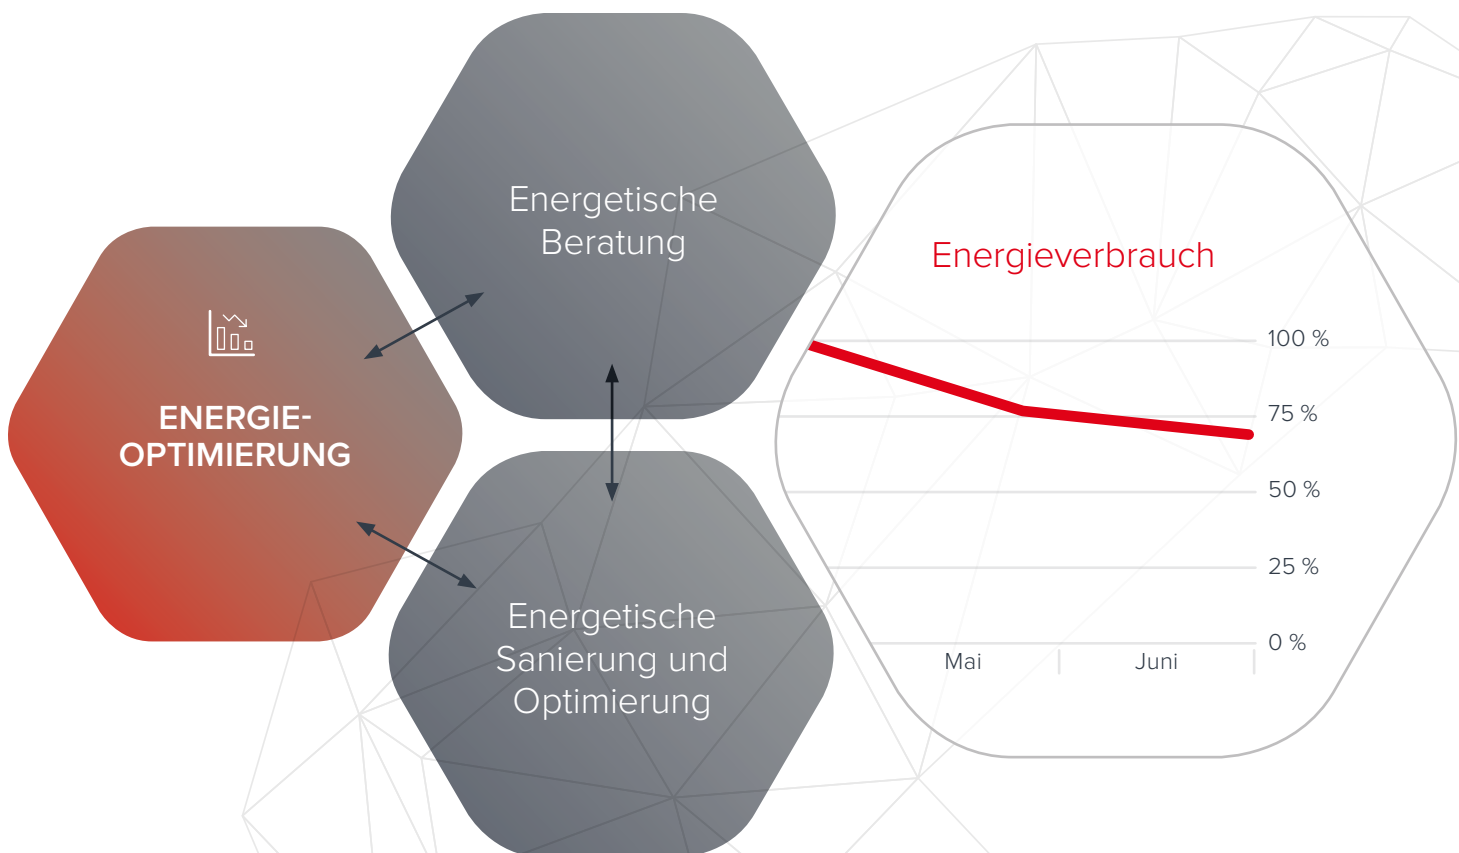 Energetische
Beratung
ENERGIE-
OPTIMIERUNG
Energetische
Sanierung und
Optimierung
Energieverbrauch
100 %
75 %
50 %
25 %
0 %
Mai
Juni